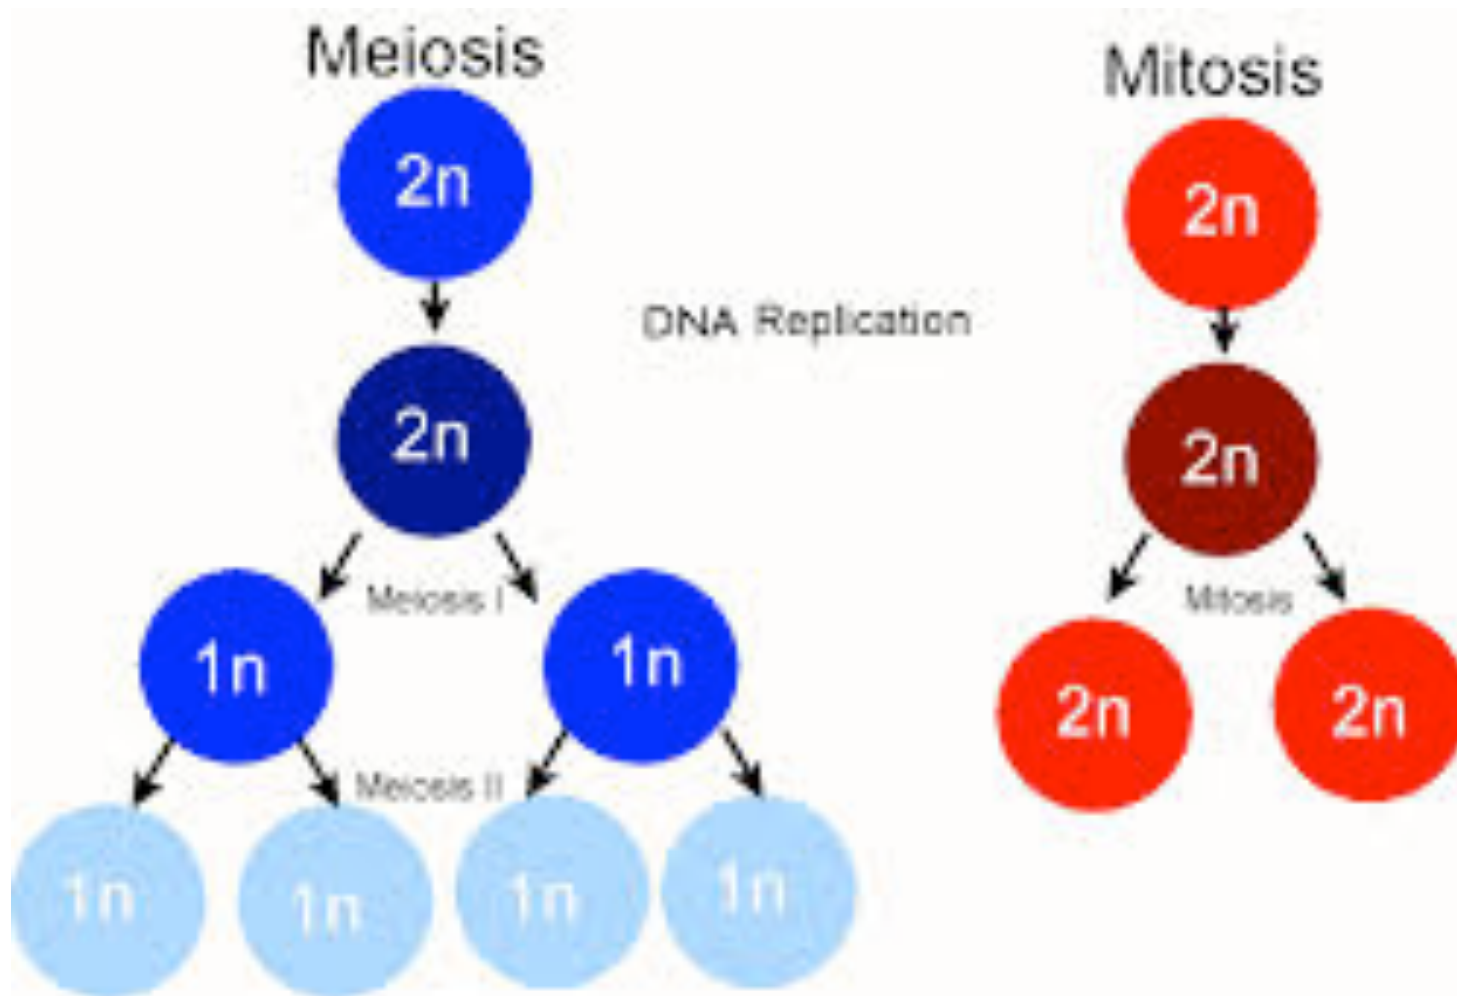 Meiosis
Mitosis
2n
2n
DNA Replication
2n
2n
Meiosis I
Mitosis
1n
1n
2n
2n
Meiosis II
1n
1n
1n
1n